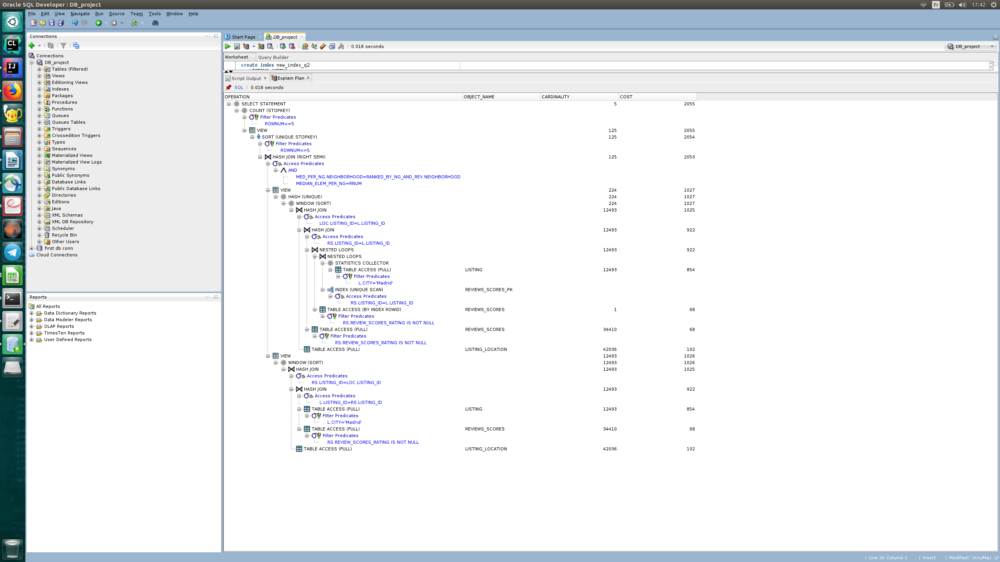 Oracle SQL Developer : DB_project
Fr
17:42
File Edit View Navigate Run Source Team Tools Window Help
Connections
Connections
DB_project
Tables (Filtered)
Views
Editioning Views
Indexes
Packages
Procedures
Functions
Queues
Queues Tables
Triggers
Crossedition Triggers
Types
Sequences
Materialized Views
Materialized View Logs
Synonyms
Public Synonyms
Database Links
Public Database Links
Directories
Editions
Java
XML Schemas
XML DB Repository
Scheduler
Recycle Bin
Other Users
first db conn
Cloud Connections
Reports
All Reports
Data Dictionary Reports
Data Modeler Reports
OLAP Reports
TimesTen Reports
User Defined Reports
Start Page DB_project
0.018 seconds
DB_project
Worksheet Query Builder
create index new_index_q2
Script Output Explain Plan
SQL 0.018 seconds
OPERATION OBJECT_NAME CARDINALITY COST
SELECT STATEMENT 5 2055
COUNT (STOPKEY)
Filter Predicates
ROWNUM<=5
VIEW 125 2055
SORT (UNIQUE STOPKEY) 125 2054
Filter Predicates
ROWNUM<=5
HASH JOIN (RIGHT SEMI) 125 2053
Access Predicates
AND
MED_PER_NG.NEIGHBORHOOD=RANKED_BY_NG_AND_REV.NEIGHBORHOOD
MEDIAN_ELEM_PER_NG=RNUM
VIEW 224 1027
HASH (UNIQUE) 224 1027
WINDOW (SORT) 224 1027
HASH JOIN 12493 1025
Access Predicates
LOC.LISTING_ID=L.LISTING_ID
HASH JOIN 12493 922
Access Predicates
RS.LISTING_ID=L.LISTING_ID
NESTED LOOPS 12493 922
NESTED LOOPS
STATISTICS COLLECTOR
TABLE ACCESS (FULL) LISTING 12493 854
Filter Predicates
L.CITY='Madrid'
INDEX (UNIQUE SCAN) REVIEWS_SCORES_PK
Access Predicates
RS.LISTING_ID=L.LISTING_ID
TABLE ACCESS (BY INDEX ROWID) REVIEWS_SCORES 1 68
Filter Predicates
RS.REVIEW_SCORES_RATING IS NOT NULL
TABLE ACCESS (FULL) REVIEWS_SCORES 34410 68
Filter Predicates
RS.REVIEW_SCORES_RATING IS NOT NULL
TABLE ACCESS (FULL) LISTING_LOCATION 42036 102
VIEW 12493 1026
WINDOW (SORT) 12493 1026
HASH JOIN 12493 1025
Access Predicates
RS.LISTING_ID=LOC.LISTING_ID
HASH JOIN 12493 922
Access Predicates
L.LISTING_ID=RS.LISTING_ID
TABLE ACCESS (FULL) LISTING 12493 854
Filter Predicates
L.CITY='Madrid'
TABLE ACCESS (FULL) REVIEWS_SCORES 34410 68
Filter Predicates
RS.REVIEW_SCORES_RATING IS NOT NULL
TABLE ACCESS (FULL) LISTING_LOCATION 42036 102
Line 24 Column 1 Insert Modified Unix/Mac: LF